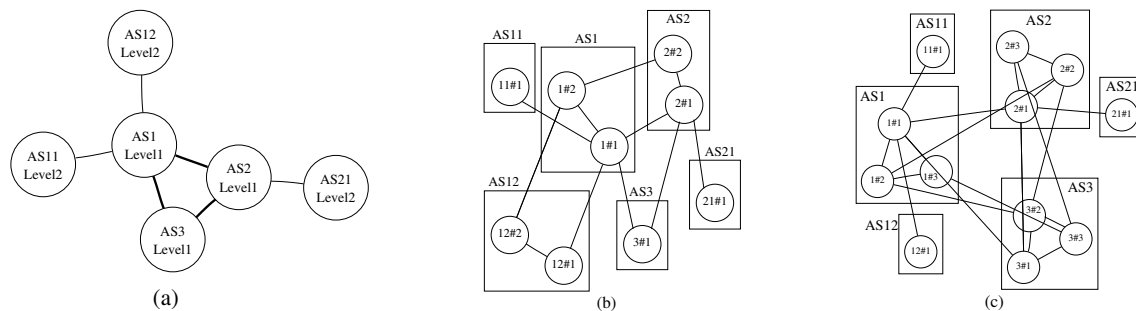 AS12
Level2
AS1
Level1
AS11
Level2
AS2
Level1
AS21
Level2
AS3
Level1
(a)
AS11
AS1
AS2
11#1
1#2
2#2
2#1
1#1
AS21
AS12
AS3
21#1
12#2
3#1
12#1
(b)
AS11
AS2
11#1
2#3
2#2
AS1
AS21
2#1
21#1
1#1
1#2
1#3
AS3
AS12
3#2
3#3
12#1
3#1
(c)